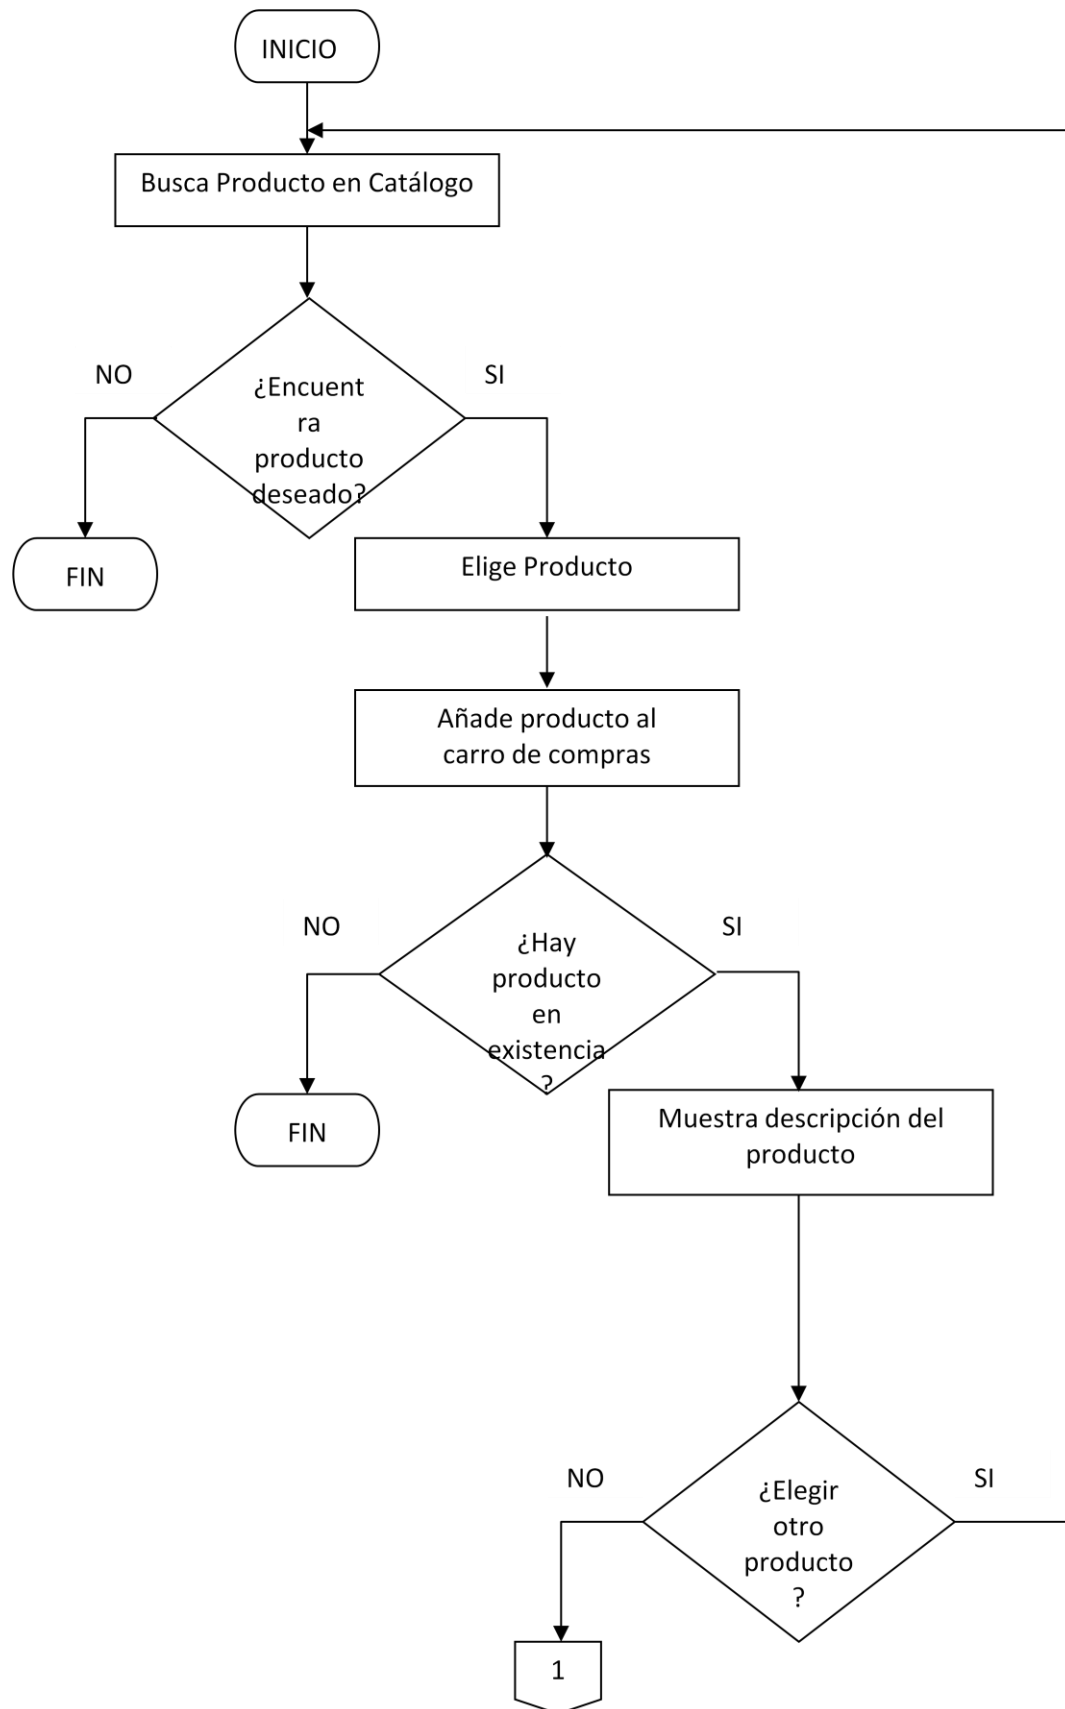 INICIO
Busca Producto en Catálogo
NO
SI
¿Encuent
ra
producto
deseado?
FIN
Elige Producto
Añade producto al
carro de compras
NO
SI
¿Hay
producto
en
existencia
?
FIN
Muestra descripción del
producto
NO
SI
¿Elegir
otro
producto
?
1